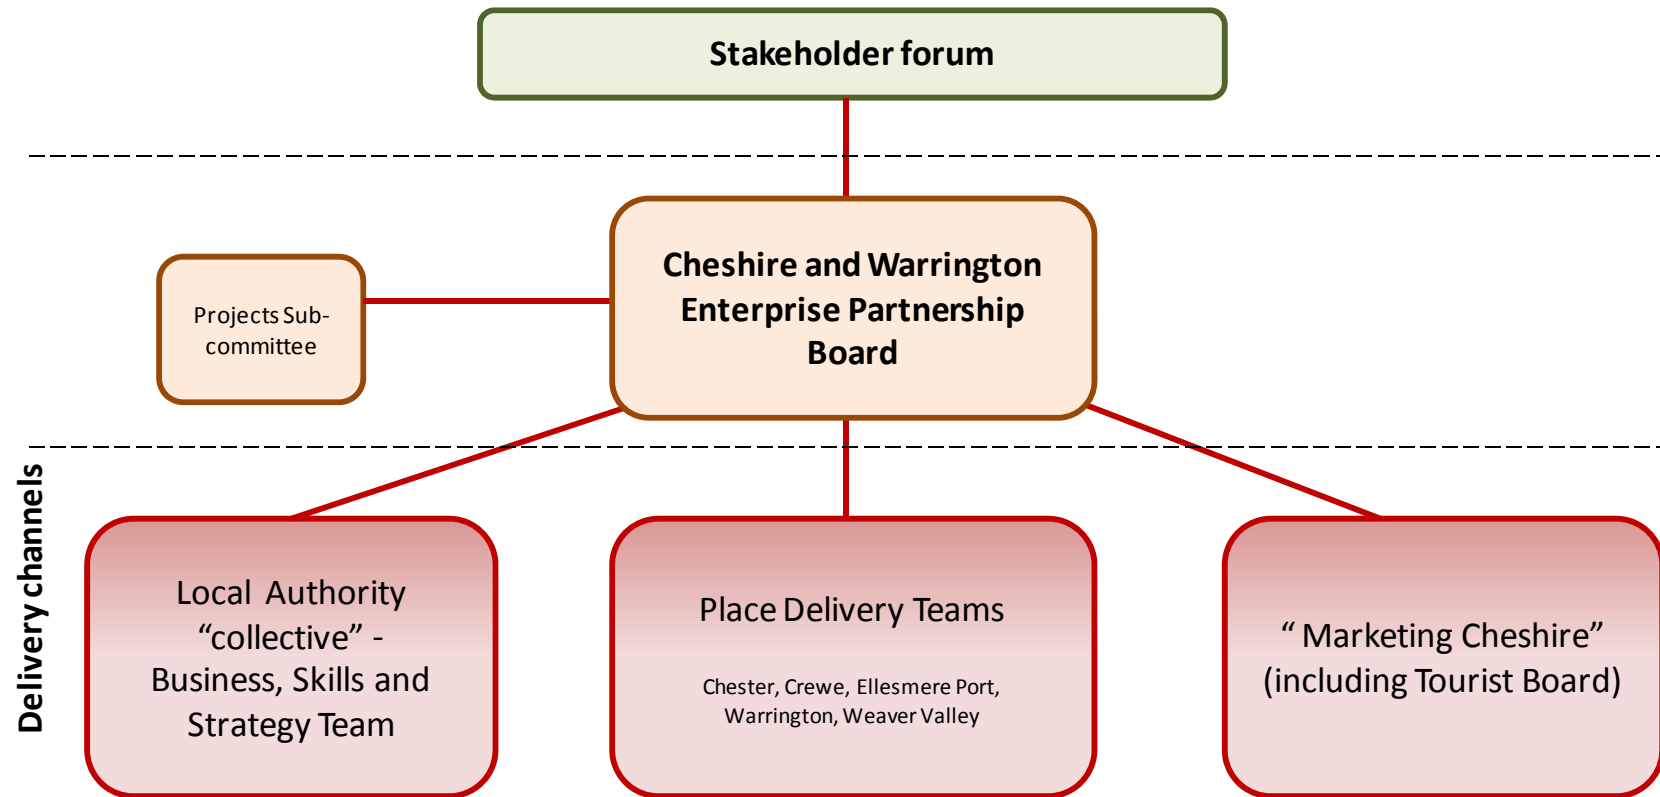 Stakeholder forum
Cheshire and Warrington
Enterprise Partnership
Board
Projects Sub-
committee
Delivery channels
Local Authority
“collective” -
Business, Skills and
Strategy Team
Place Delivery Teams
Chester, Crewe, Ellesmere Port,
Warrington, Weaver Valley
“ Marketing Cheshire”
(including Tourist Board)